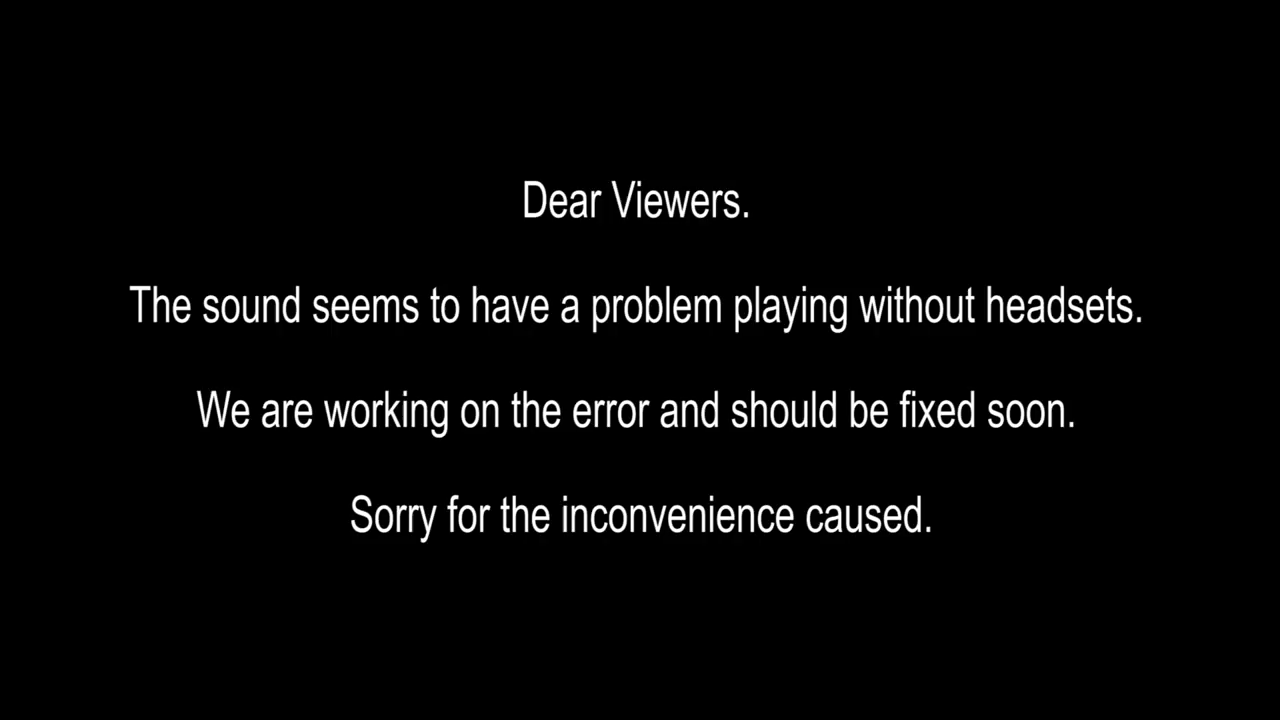 Dear Viewers.
The sound seems to have a problem playing without headsets.
We are working on the error and should be fixed soon.
Sorry for the inconvenience caused.